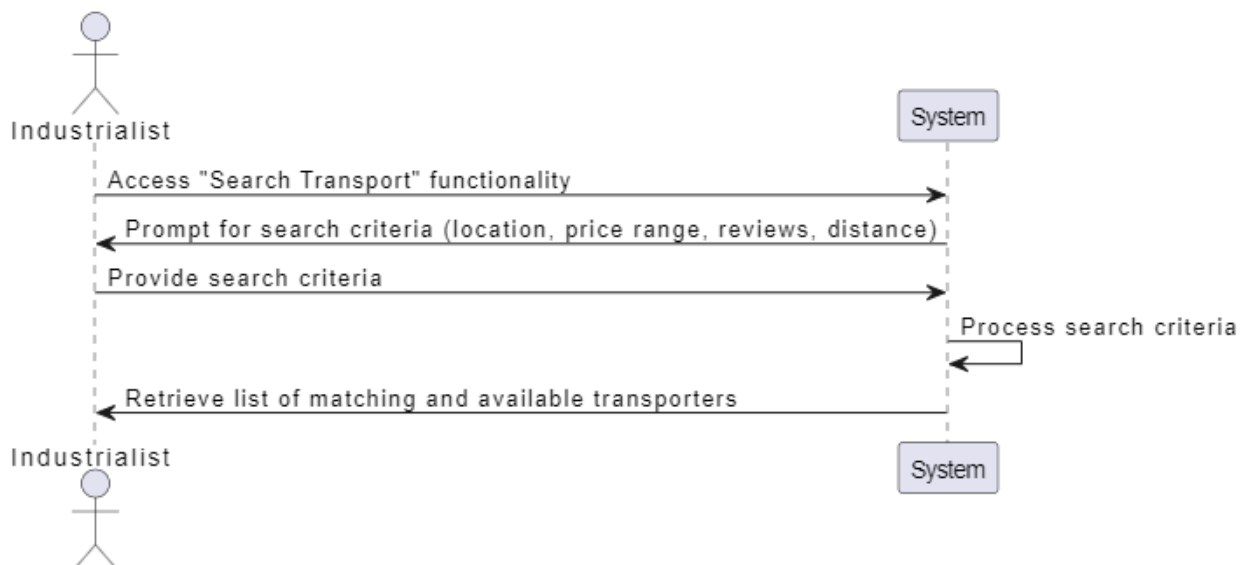 Industrialist
System
Access "Search Transport" functionality
Prompt for search criteria (location, price range, reviews, distance)
Provide search criteria
Process search criteria
Retrieve list of matching and available transporters
Industrialist
System